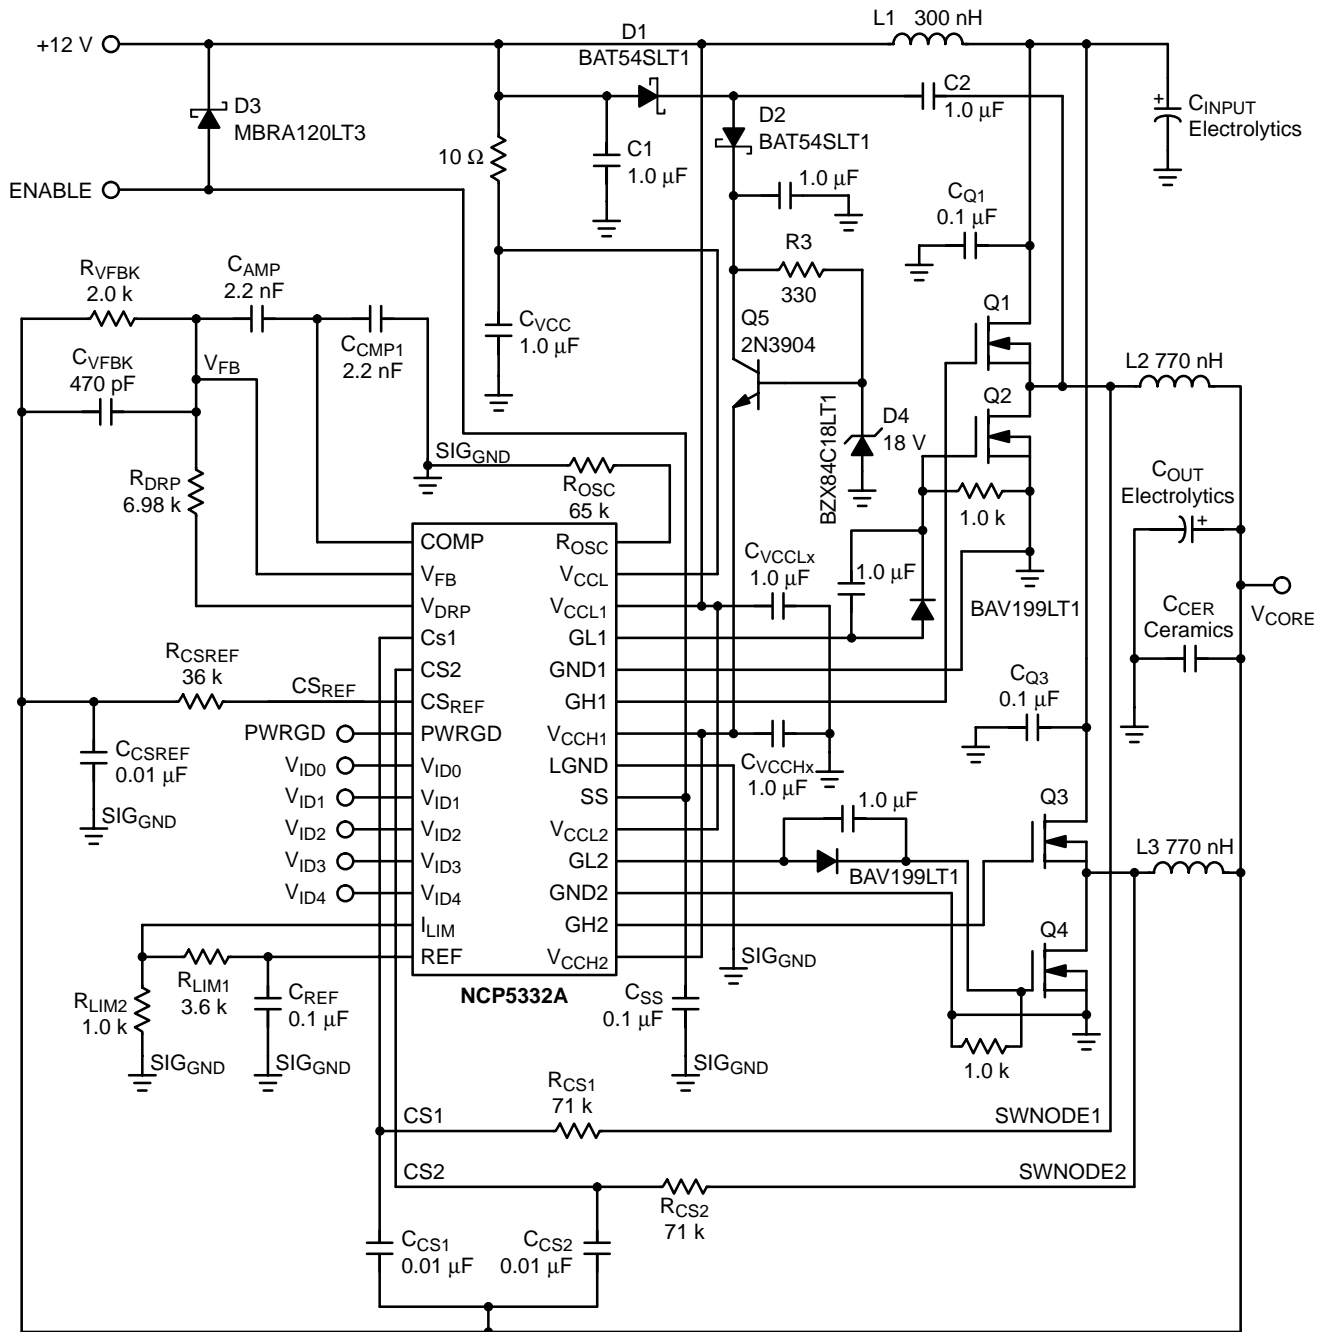 L1 300 nH
+12 V
D1
BAT54SLT1
D3
MBRA120LT3
C2
1.0 µF
CINPUT
Electrolytics
D2
BAT54SLT1
10 Ω
C1
1.0 µF
1.0 µF
ENABLE
CQ1
0.1 µF
R3
330
RVFBK
2.0 k
CAMP
2.2 nF
CCMP1
2.2 nF
CVCC
1.0 µF
Q5
2N3904
Q1
L2 770 nH
CVFBK
470 pF
VFB
Q2
D4
18 V
BZX84C18LT1
SIGGND
ROSC
65 k
RDRP
6.98 k
1.0 k
COUT
Electrolytics
COMP
ROSC
VFB
VCCL
CVCCLx
1.0 µF
1.0 µF
BAV199LT1
VCORE
VDRP
VCCL1
CCER
Ceramics
Cs1
GL1
RCSREF
36 k
CS2
GND1
CSREF
CSREF
GH1
CQ3
0.1 µF
PWRGD
PWRGD
VCCH1
CVCCHx
1.0 µF
CCSREF
0.01 µF
VID0
VID0
LGND
SIGGND
VID1
VID1
SS
VID2
VID2
VCCL2
1.0 µF
Q3
L3 770 nH
VID3
VID3
GL2
BAV199LT1
VID4
VID4
GND2
ILIM
GH2
Q4
REF
VCCH2
SIGGND
NCP5332A
RLIM1
3.6 k
RLIM2
1.0 k
CREF
0.1 µF
CSS
0.1 µF
SIGGND
SIGGND
SIGGND
1.0 k
RCS1
71 k
CS1
SWNODE1
CS2
SWNODE2
RCS2
71 k
CCS1
0.01 µF
CCS2
0.01 µF